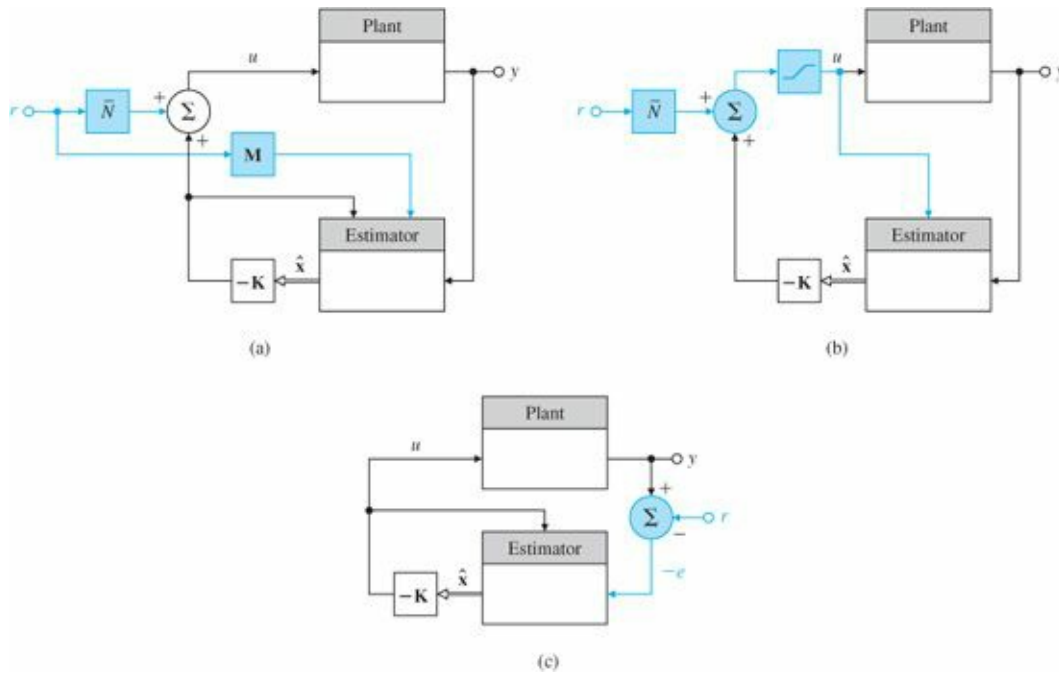 Plant
u
y
r
N̄
+
Σ
+
M
Estimator
x̂
−K
(a)
Plant
u
y
r
N̄
+
Σ
+
Estimator
x̂
−K
(b)
Plant
u
y
+
Σ
r
−
Estimator
−e
x̂
−K
(c)